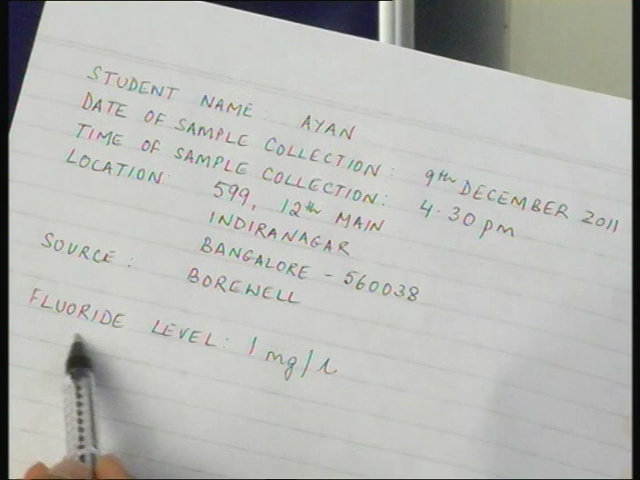 STUDENT NAME: AYAN
DATE OF SAMPLE COLLECTION: 9th DECEMBER 2011
TIME OF SAMPLE COLLECTION: 4.30 pm
LOCATION: 599, 12th MAIN
INDIRANAGAR
BANGALORE - 560038
SOURCE: BOREWELL
FLUORIDE LEVEL: 1 mg/L